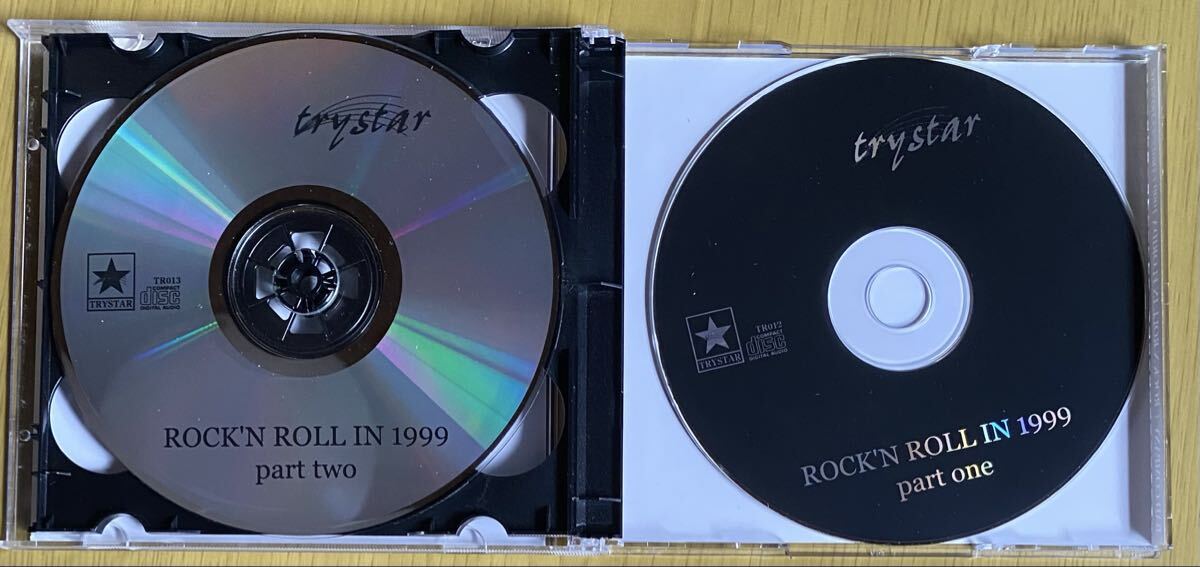 trystar
TR013
COMPACT
disc
DIGITAL AUDIO
TRYSTAR
ROCK'N ROLL IN 1999
part two
trystar
TR012
COMPACT
disc
DIGITAL AUDIO
TRYSTAR
ROCK'N ROLL IN 1999
part one